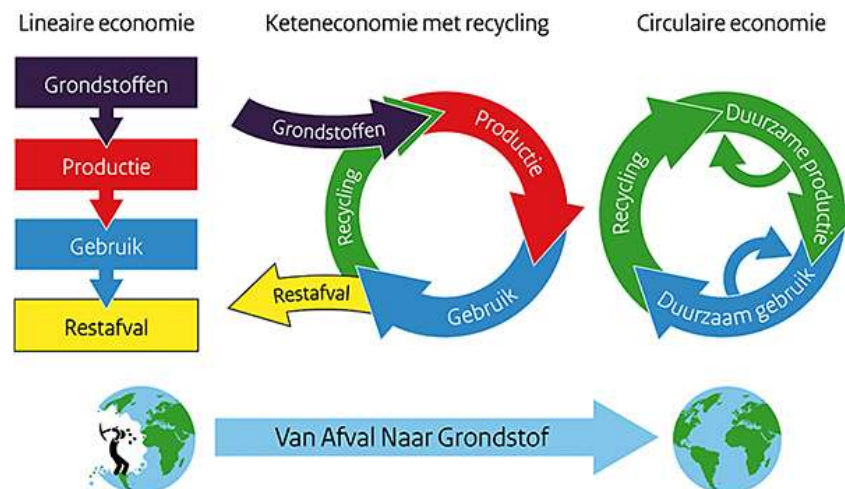 Lineaire economie
Grondstoffen
Productie
Gebruik
Restafval
Keteneconomie met recycling
Grondstoffen
Productie
Recycling
Restafval
Gebruik
Circulaire economie
Duurzame productie
Recycling
Duurzaam gebruik
Van Afval Naar Grondstof